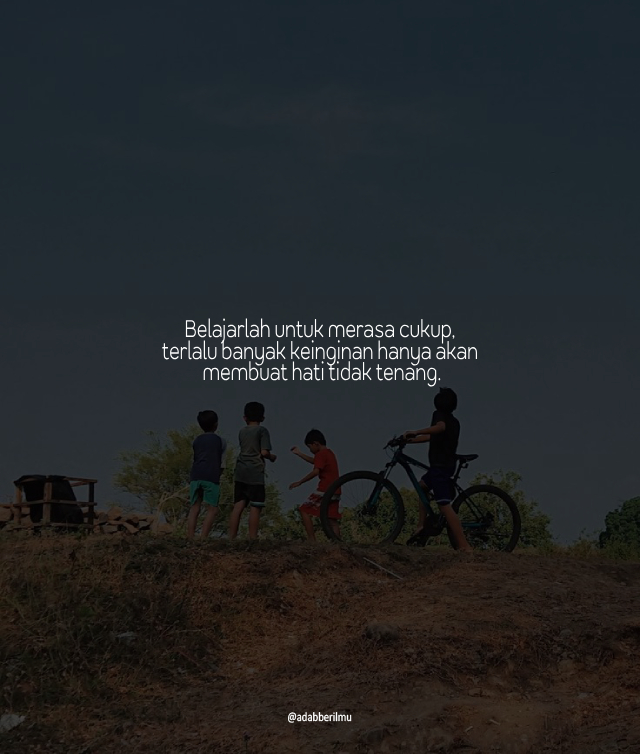 Belajarlah untuk merasa cukup,
terlalu banyak keinginan hanya akan
membuat hati tidak tenang.
@adabberilmu